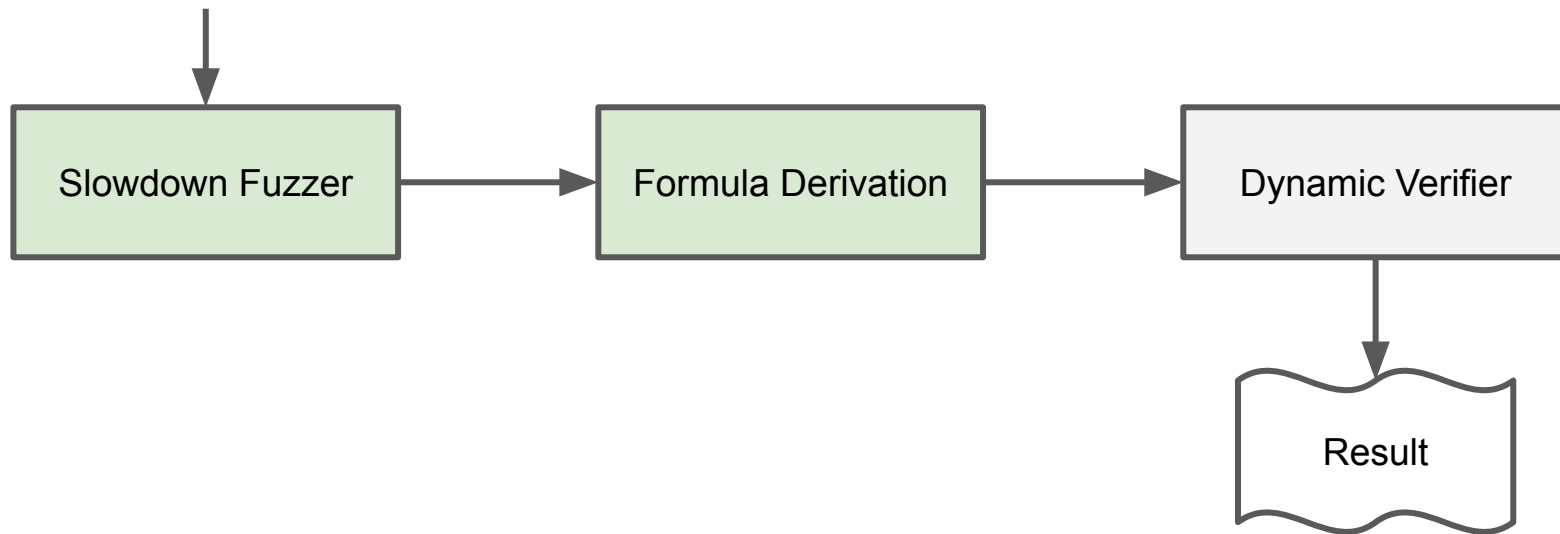 Slowdown Fuzzer
Formula Derivation
Dynamic Verifier
Result